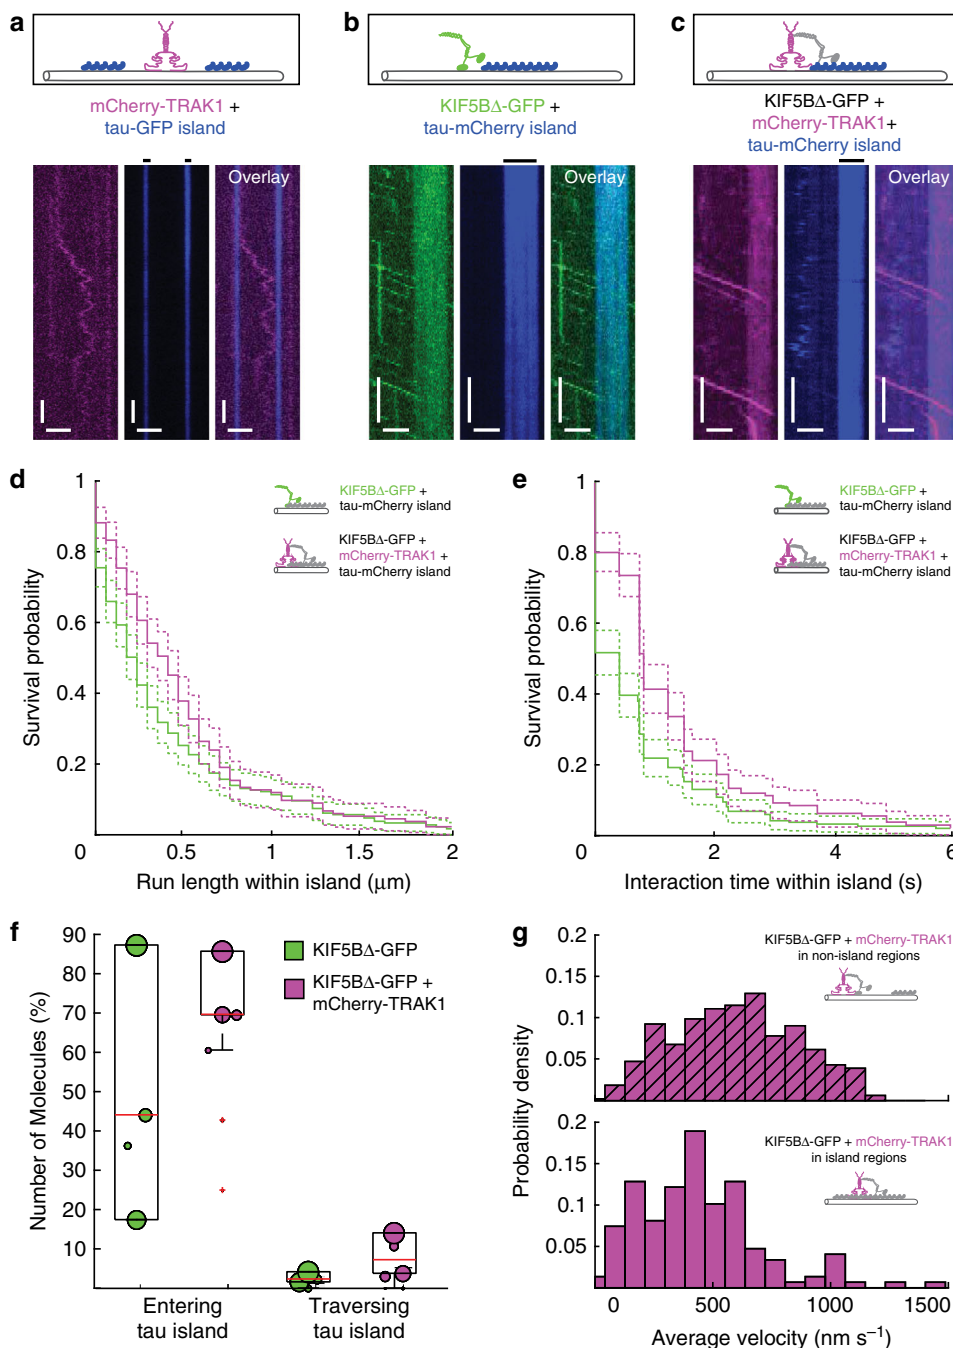 a
mCherry-TRAK1 +
tau-GFP island
Overlay
b
KIF5BΔ-GFP +
tau-mCherry island
Overlay
c
KIF5BΔ-GFP +
mCherry-TRAK1+
tau-mCherry island
Overlay
d
1
0.8
0.6
0.4
0.2
0
0.5
1
1.5
2
Survival probability
Run length within island (μm)
KIF5BΔ-GFP +
tau-mCherry island
KIF5BΔ-GFP +
mCherry-TRAK1 +
tau-mCherry island
e
1
0.8
0.6
0.4
0.2
0
2
4
6
Survival probability
Interaction time within island (s)
KIF5BΔ-GFP +
tau-mCherry island
KIF5BΔ-GFP +
mCherry-TRAK1 +
tau-mCherry island
f
90
80
70
60
50
40
30
20
10
Number of Molecules (%)
KIF5BΔ-GFP
KIF5BΔ-GFP +
mCherry-TRAK1
Entering
tau island
Traversing
tau island
g
0.2
0.15
0.1
0.05
KIF5BΔ-GFP + mCherry-TRAK1
in non-island regions
Probability density
0.2
0.15
0.1
0.05
KIF5BΔ-GFP + mCherry-TRAK1
in island regions
0
500
1000
1500
Average velocity (nm s⁻¹)